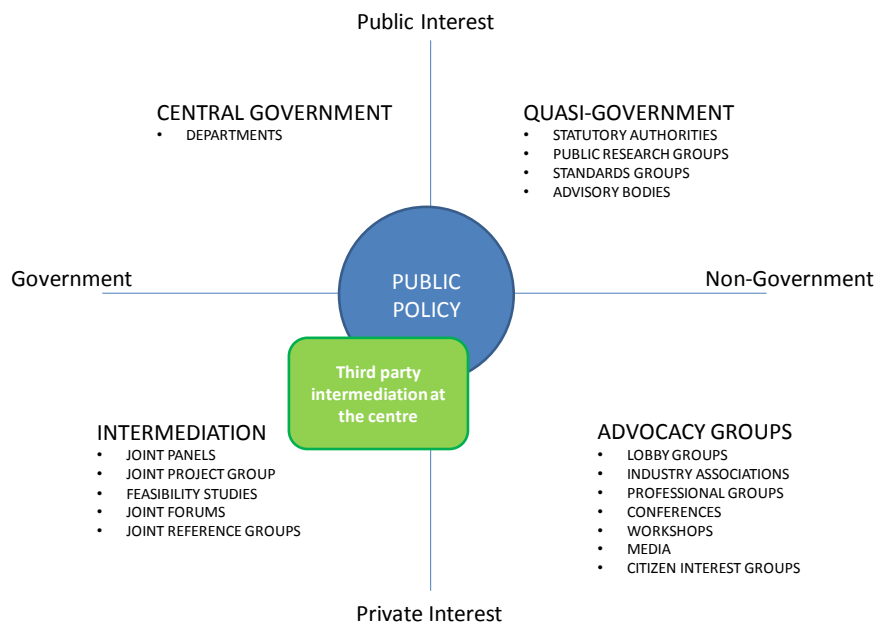 Public Interest
CENTRAL GOVERNMENT
• DEPARTMENTS
QUASI-GOVERNMENT
• STATUTORY AUTHORITIES
• PUBLIC RESEARCH GROUPS
• STANDARDS GROUPS
• ADVISORY BODIES
Government
PUBLIC
POLICY
Non-Government
Third party
intermediation at
the centre
INTERMEDIATION
• JOINT PANELS
• JOINT PROJECT GROUP
• FEASIBILITY STUDIES
• JOINT FORUMS
• JOINT REFERENCE GROUPS
ADVOCACY GROUPS
• LOBBY GROUPS
• INDUSTRY ASSOCIATIONS
• PROFESSIONAL GROUPS
• CONFERENCES
• WORKSHOPS
• MEDIA
• CITIZEN INTEREST GROUPS
Private Interest